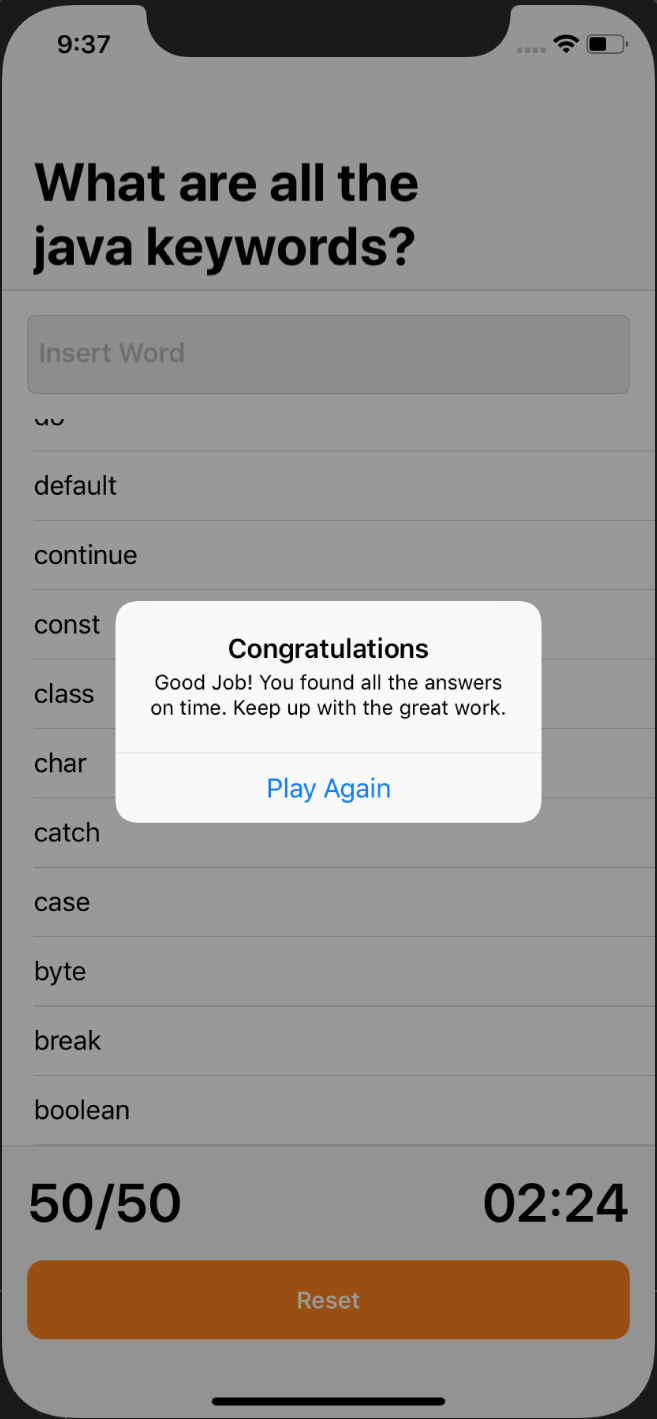 9:37
What are all the
java keywords?
Insert Word
do
default
continue
const
class
char
catch
case
byte
break
boolean
Congratulations
Good Job! You found all the answers
on time. Keep up with the great work.
Play Again
50/50
02:24
Reset